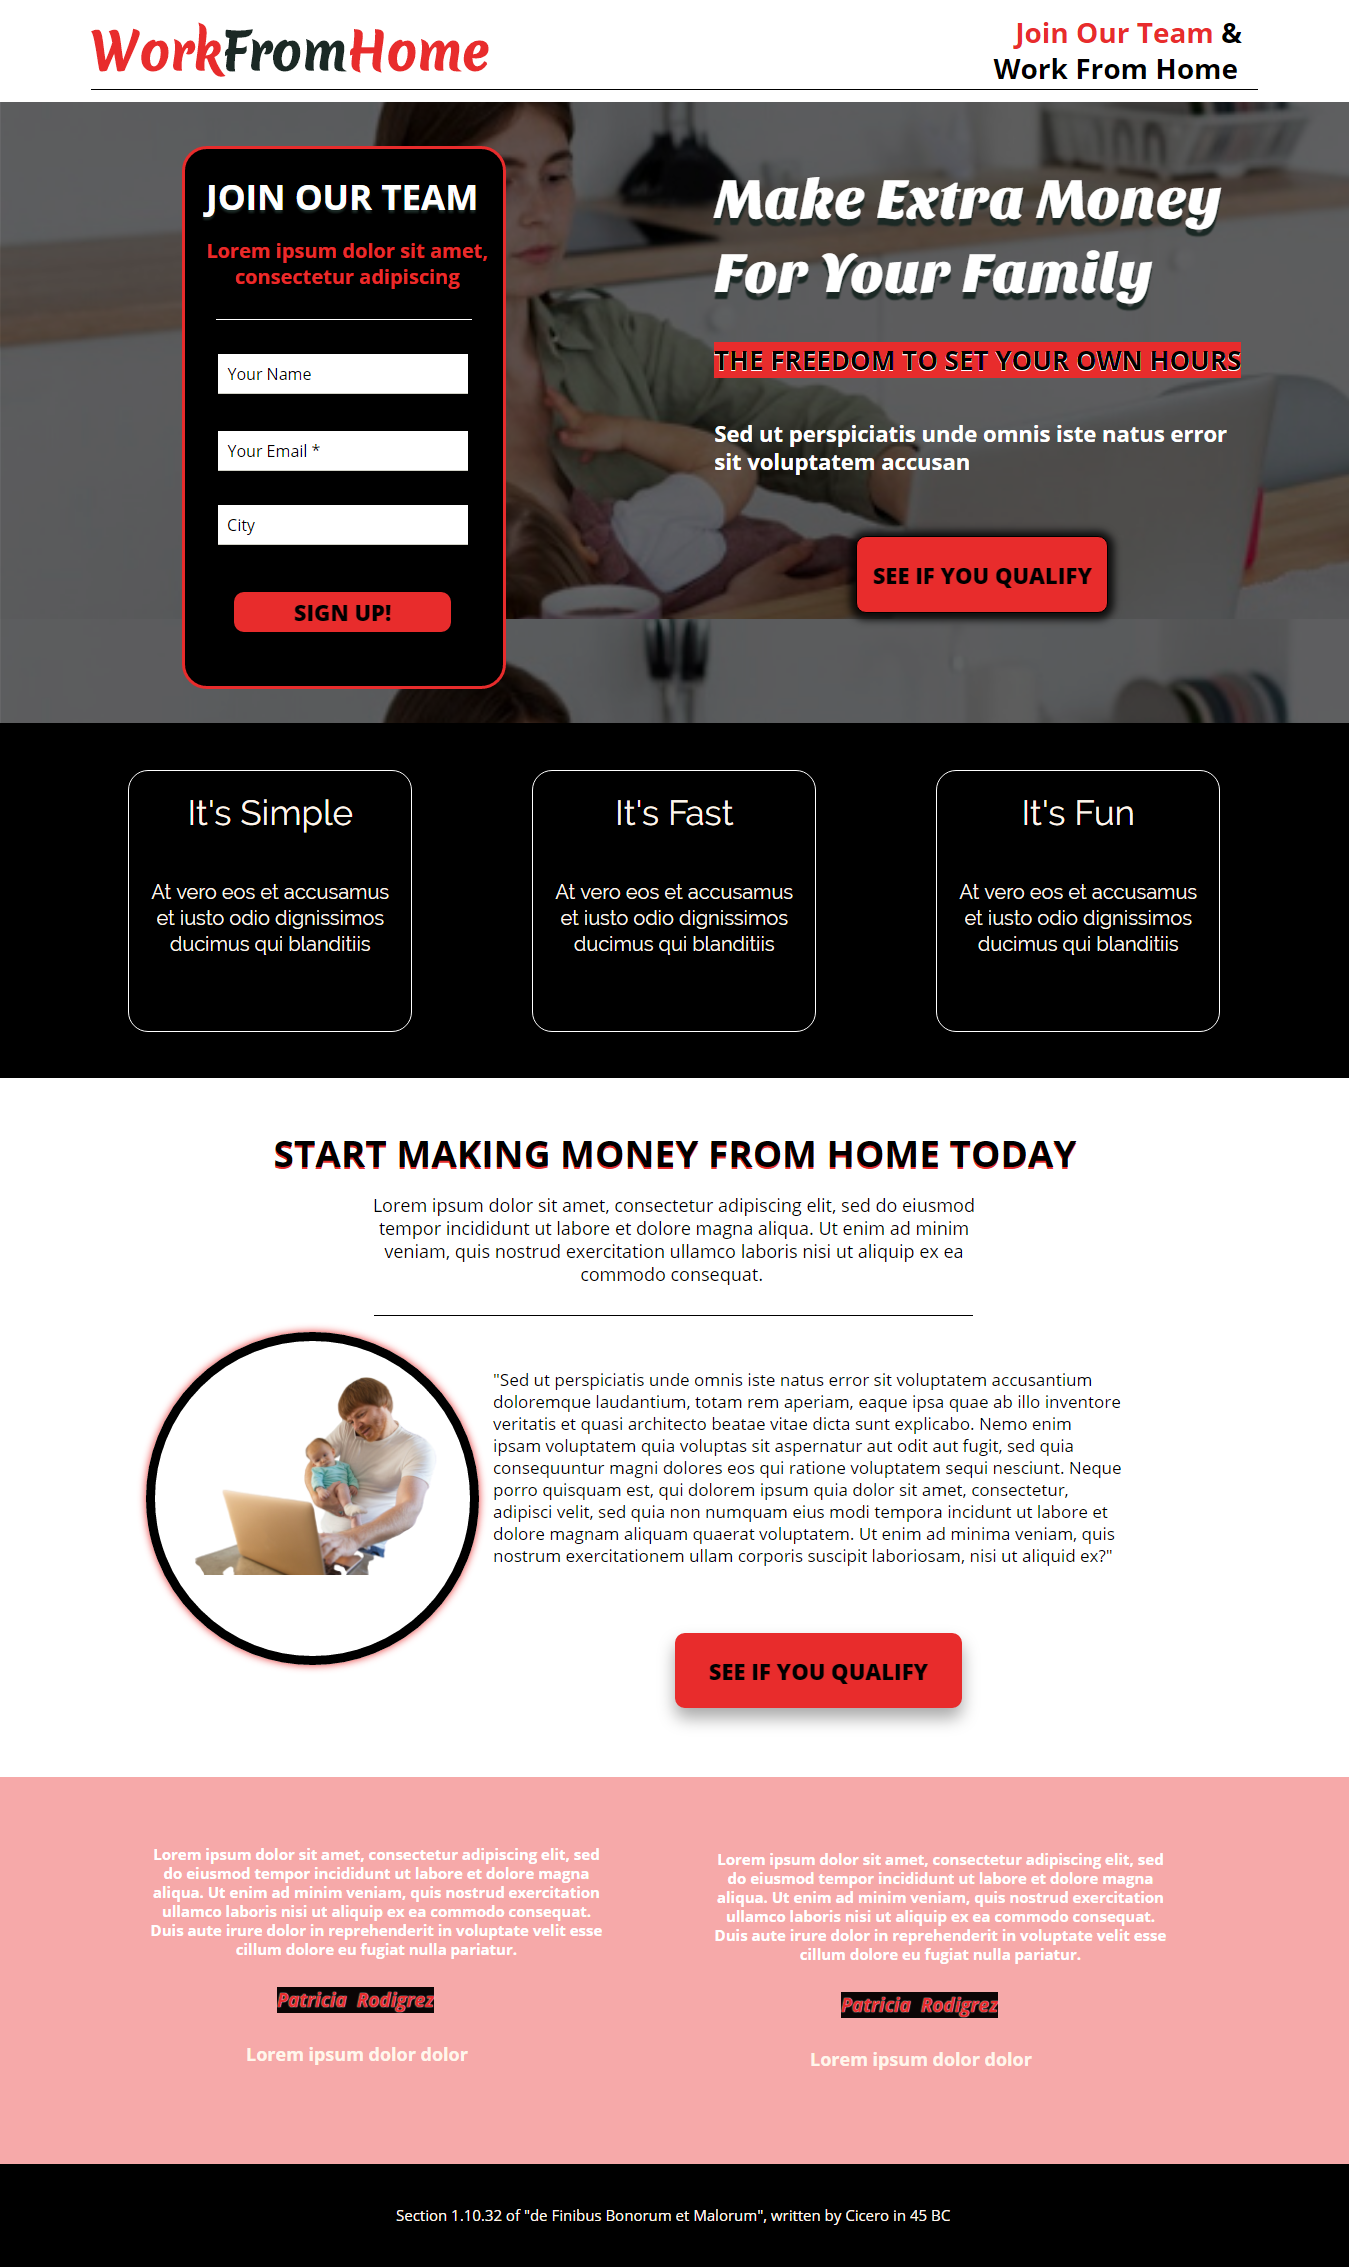 WorkFromHome
Join Our Team &
Work From Home
JOIN OUR TEAM
Lorem ipsum dolor sit amet,
consectetur adipiscing
Your Name
Your Email *
City
SIGN UP!
Make Extra Money
For Your Family
THE FREEDOM TO SET YOUR OWN HOURS
Sed ut perspiciatis unde omnis iste natus error
sit voluptatem accusan
SEE IF YOU QUALIFY
It's Simple
At vero eos et accusamus
et iusto odio dignissimos
ducimus qui blanditiis
It's Fast
At vero eos et accusamus
et iusto odio dignissimos
ducimus qui blanditiis
It's Fun
At vero eos et accusamus
et iusto odio dignissimos
ducimus qui blanditiis
START MAKING MONEY FROM HOME TODAY
Lorem ipsum dolor sit amet, consectetur adipiscing elit, sed do eiusmod
tempor incididunt ut labore et dolore magna aliqua. Ut enim ad minim
veniam, quis nostrud exercitation ullamco laboris nisi ut aliquip ex ea
commodo consequat.
"Sed ut perspiciatis unde omnis iste natus error sit voluptatem accusantium
doloremque laudantium, totam rem aperiam, eaque ipsa quae ab illo inventore
veritatis et quasi architecto beatae vitae dicta sunt explicabo. Nemo enim
ipsam voluptatem quia voluptas sit aspernatur aut odit aut fugit, sed quia
consequuntur magni dolores eos qui ratione voluptatem sequi nesciunt. Neque
porro quisquam est, qui dolorem ipsum quia dolor sit amet, consectetur,
adipisci velit, sed quia non numquam eius modi tempora incidunt ut labore et
dolore magnam aliquam quaerat voluptatem. Ut enim ad minima veniam, quis
nostrum exercitationem ullam corporis suscipit laboriosam, nisi ut aliquid ex?"
SEE IF YOU QUALIFY
Lorem ipsum dolor sit amet, consectetur adipiscing elit, sed
do eiusmod tempor incididunt ut labore et dolore magna
aliqua. Ut enim ad minim veniam, quis nostrud exercitation
ullamco laboris nisi ut aliquip ex ea commodo consequat.
Duis aute irure dolor in reprehenderit in voluptate velit esse
cillum dolore eu fugiat nulla pariatur.
Patricia Rodigrez
Lorem ipsum dolor dolor
Lorem ipsum dolor sit amet, consectetur adipiscing elit, sed
do eiusmod tempor incididunt ut labore et dolore magna
aliqua. Ut enim ad minim veniam, quis nostrud exercitation
ullamco laboris nisi ut aliquip ex ea commodo consequat.
Duis aute irure dolor in reprehenderit in voluptate velit esse
cillum dolore eu fugiat nulla pariatur.
Patricia Rodigrez
Lorem ipsum dolor dolor
Section 1.10.32 of "de Finibus Bonorum et Malorum", written by Cicero in 45 BC